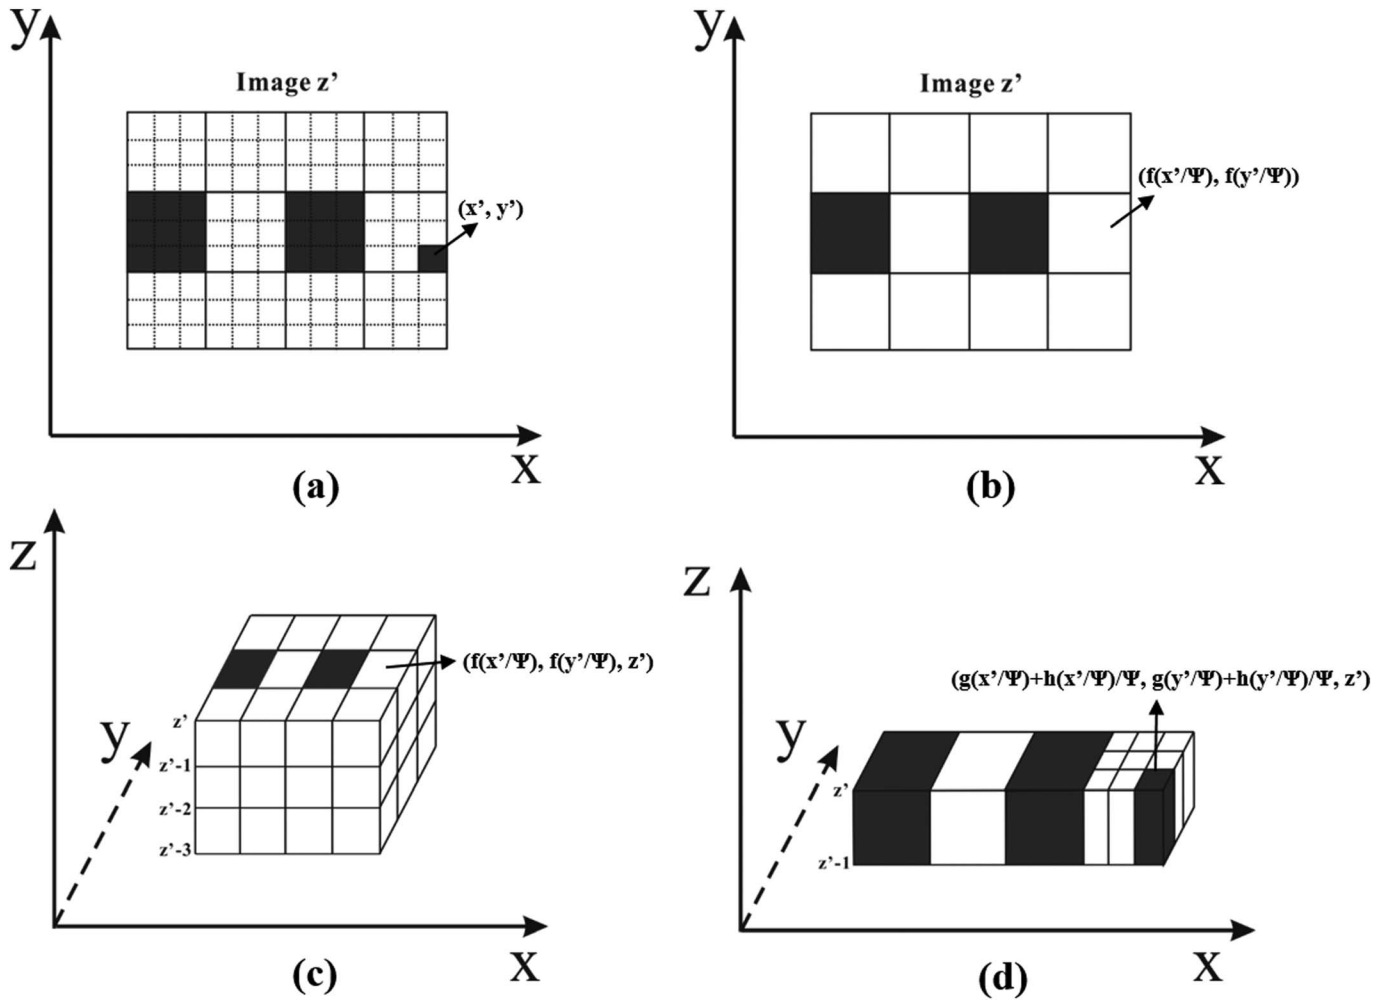 y
Image z’
(x’, y’)
x
(a)
y
Image z’
(f(x’/Ψ), f(y’/Ψ))
x
(b)
z
(f(x’/Ψ), f(y’/Ψ), z’)
z’
y
z’-1
z’-2
z’-3
x
(c)
z
(g(x’/Ψ)+h(x’/Ψ)/Ψ, g(y’/Ψ)+h(y’/Ψ)/Ψ, z’)
y
z’
z’-1
x
(d)